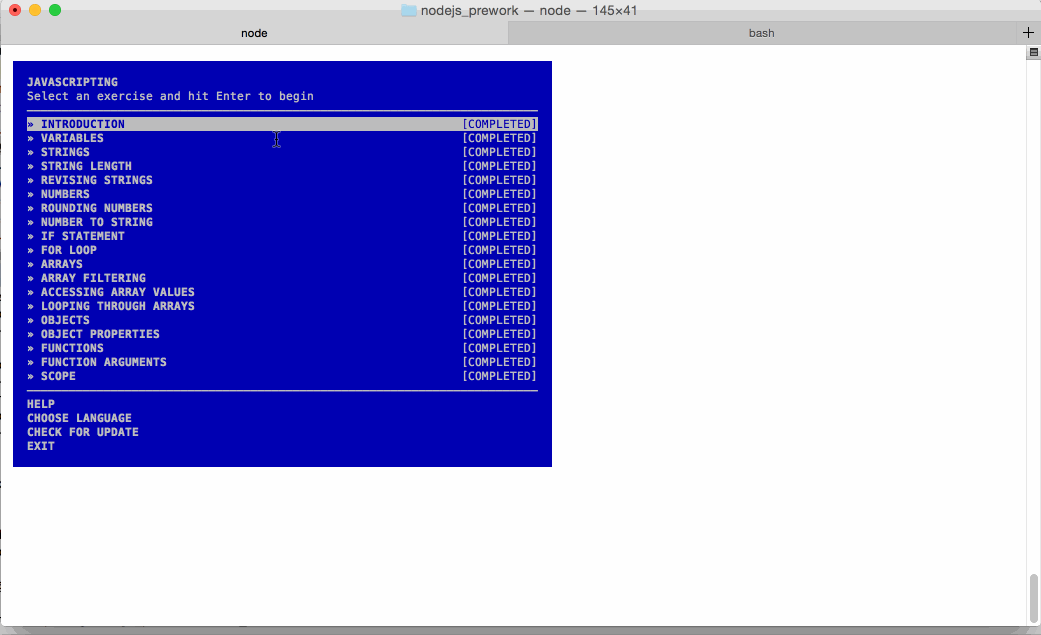 nodejs_prework — node — 145×41
node bash +
JAVASCRIPTING
Select an exercise and hit Enter to begin
» INTRODUCTION [COMPLETED]
» VARIABLES [COMPLETED]
» STRINGS [COMPLETED]
» STRING LENGTH [COMPLETED]
» REVISING STRINGS [COMPLETED]
» NUMBERS [COMPLETED]
» ROUNDING NUMBERS [COMPLETED]
» NUMBER TO STRING [COMPLETED]
» IF STATEMENT [COMPLETED]
» FOR LOOP [COMPLETED]
» ARRAYS [COMPLETED]
» ARRAY FILTERING [COMPLETED]
» ACCESSING ARRAY VALUES [COMPLETED]
» LOOPING THROUGH ARRAYS [COMPLETED]
» OBJECTS [COMPLETED]
» OBJECT PROPERTIES [COMPLETED]
» FUNCTIONS [COMPLETED]
» FUNCTION ARGUMENTS [COMPLETED]
» SCOPE [COMPLETED]
HELP
CHOOSE LANGUAGE
CHECK FOR UPDATE
EXIT